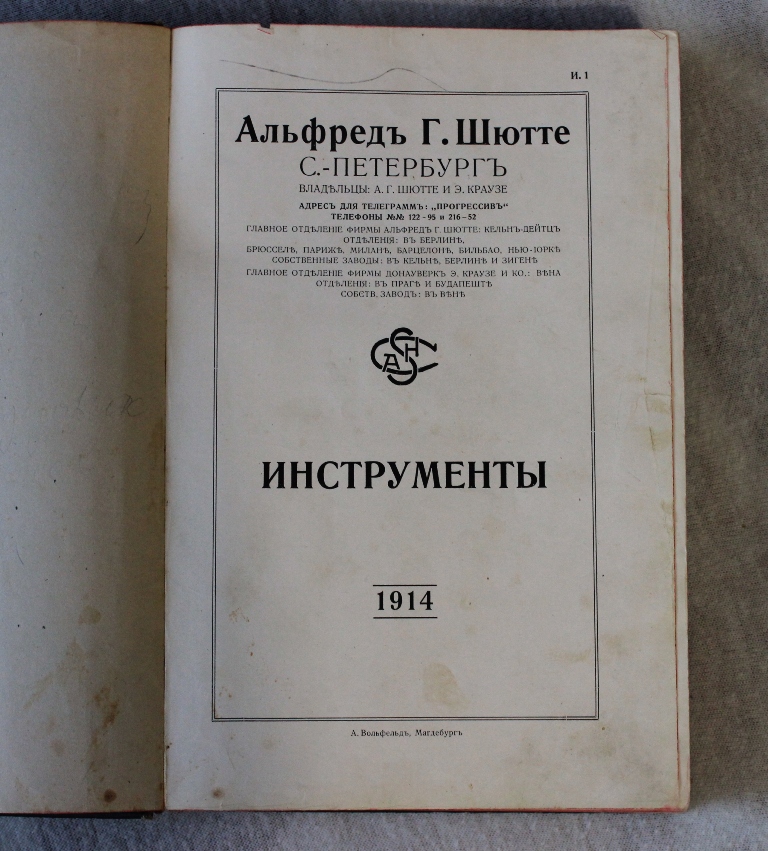 И. 1
Альфредъ Г. Шютте
С.-ПЕТЕРБУРГЪ
ВЛАДѢЛЬЦЫ: А. Г. ШЮТТЕ И Э. КРАУЗЕ
АДРЕСЪ ДЛЯ ТЕЛЕГРАММЪ: „ПРОГРЕССИВЪ“
ТЕЛЕФОНЫ №№ 122-95 и 216-52
ГЛАВНОЕ ОТДѢЛЕНІЕ ФИРМЫ АЛЬФРЕДЪ Г. ШЮТТЕ: КЕЛЬНЪ-ДЕЙТЦЪ
ОТДѢЛЕНІЯ: ВЪ БЕРЛИНѢ,
БРЮССЕЛѢ, ПАРИЖѢ, МИЛАНѢ, БАРЦЕЛОНѢ, БИЛЬБАО, НЬЮ-ІОРКѢ
СОБСТВЕННЫЕ ЗАВОДЫ: ВЪ КЕЛЬНѢ, БЕРЛИНѢ И ЗИГЕНѢ
ГЛАВНОЕ ОТДѢЛЕНІЕ ФИРМЫ ДОНАУВЕРКЪ Э. КРАУЗЕ И КО.: ВѢНА
ОТДѢЛЕНІЯ: ВЪ ПРАГѢ И БУДАПЕШТѢ
СОБСТВ. ЗАВОДЪ: ВЪ ВѢНѢ
ASHC
ИНСТРУМЕНТЫ
1914
А. Вольфельдъ, Магдебургъ